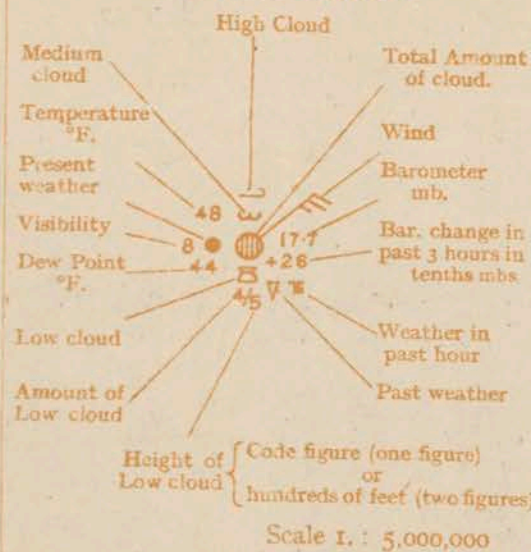 High Cloud
Medium
cloud
Total Amount
of cloud.
Temperature
°F.
Wind
Present
weather
Barometer
mb.
48
Visibility
8
17·7
Bar. change in
past 3 hours in
tenths mbs
Dew Point
°F.
44
+26
Low cloud
4/5
Weather in
past hour
Amount of
Low cloud
Past weather
Height of
Low cloud
Code figure (one figure)
or
hundreds of feet (two figures)
Scale 1. : 5,000,000